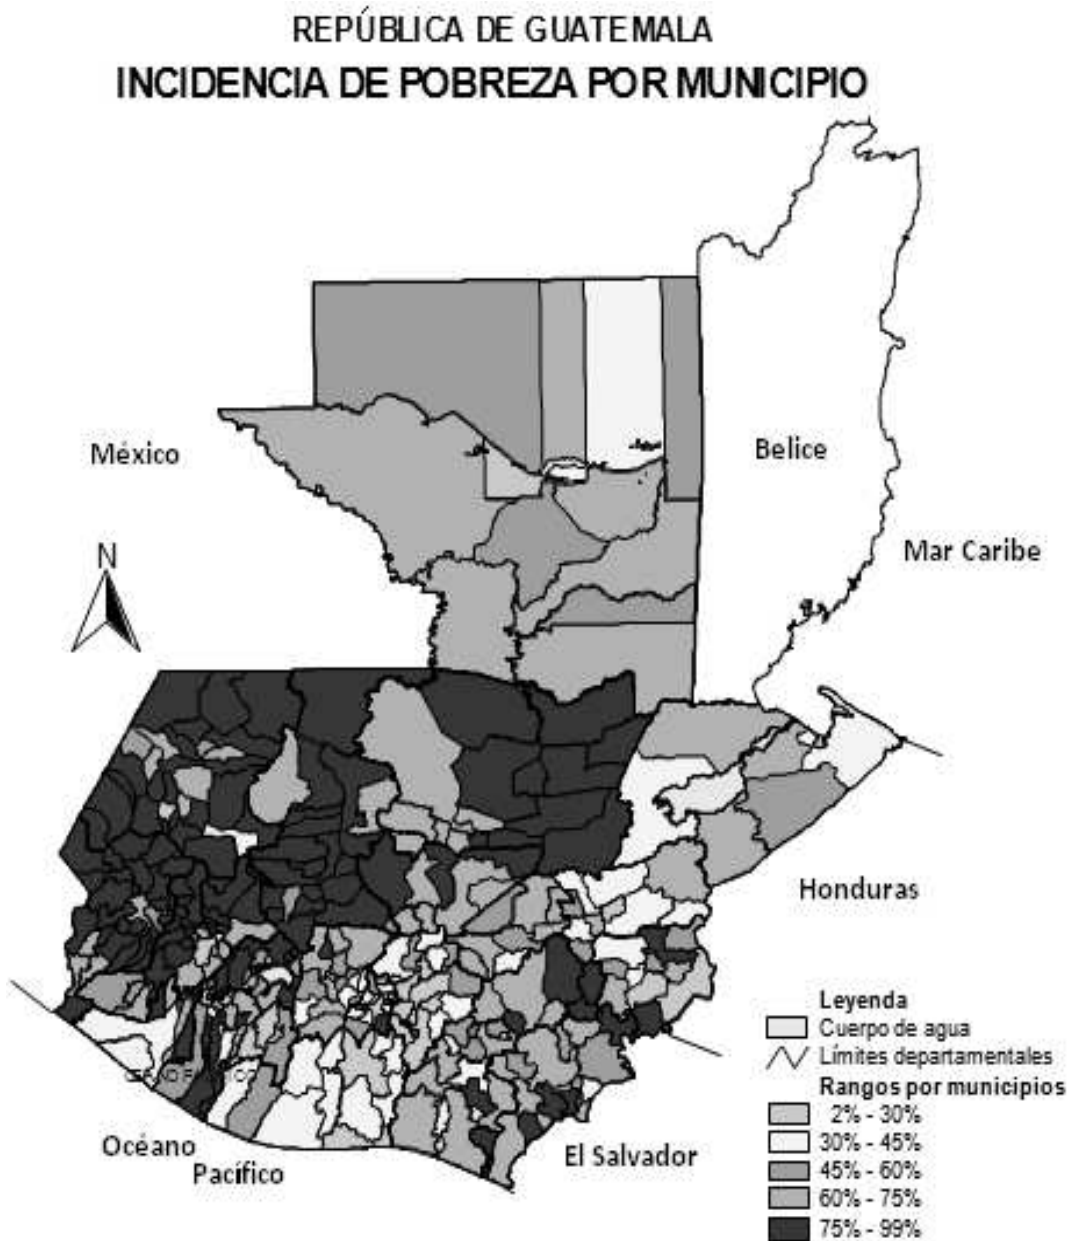 REPÚBLICA DE GUATEMALA
INCIDENCIA DE POBREZA POR MUNICIPIO
México
Belice
N
Mar Caribe
Honduras
Leyenda
Cuerpo de agua
Límites departamentales
Rangos por municipios
2% - 30%
30% - 45%
45% - 60%
60% - 75%
75% - 99%
Océano
Pacífico
El Salvador